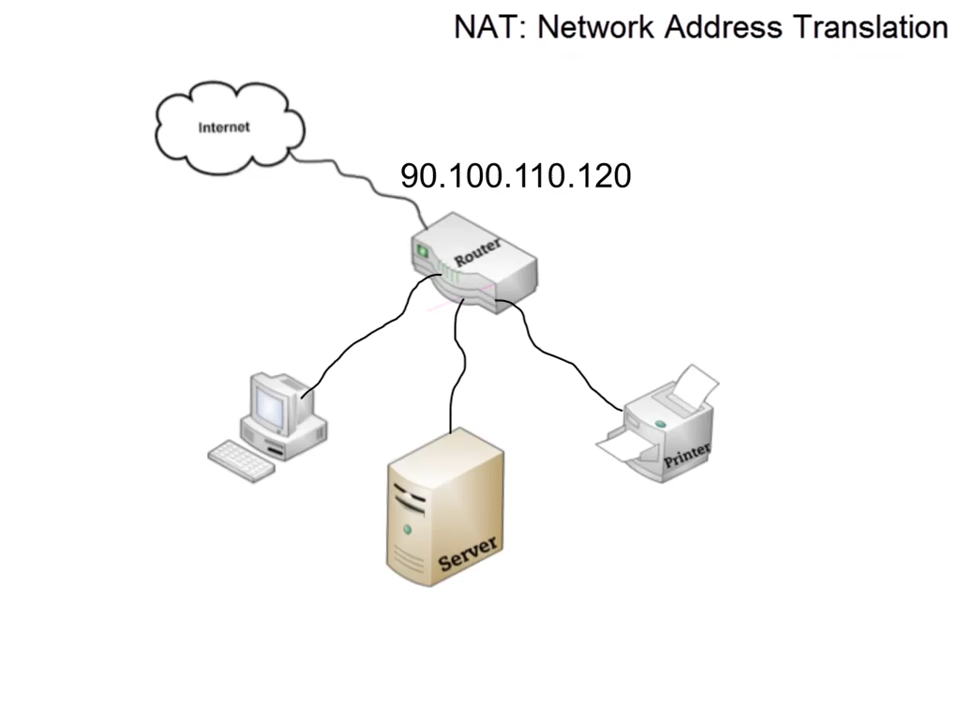 NAT: Network Address Translation
Internet
90.100.110.120
Router
Printer
Server